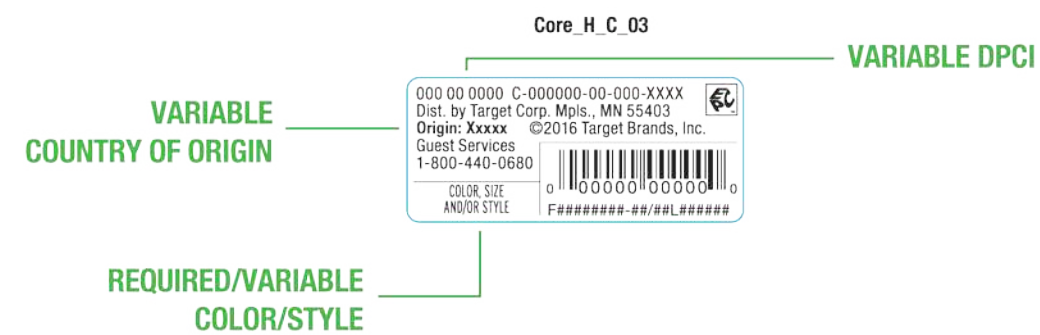 Core_H_C_03
VARIABLE DPCI
VARIABLE
COUNTRY OF ORIGIN
000 00 0000 C-000000-00-000-XXXX
Dist. by Target Corp. Mpls., MN 55403
Origin: Xxxxx ©2016 Target Brands, Inc.
Guest Services
1-800-440-0680
COLOR, SIZE
AND/OR STYLE
0 00000 00000 0
F########-##/##L######
REQUIRED/VARIABLE
COLOR/STYLE